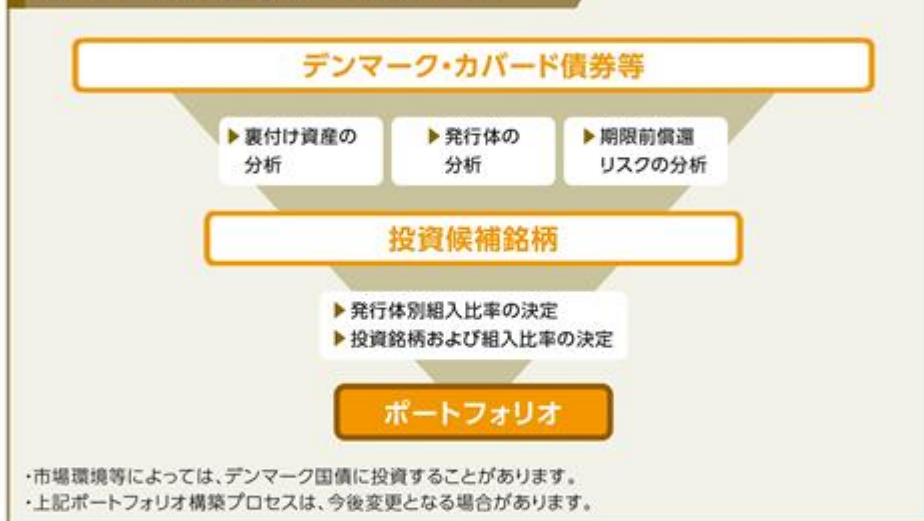 デンマーク・カバード債券等
▶裏付け資産の
分析
▶発行体の
分析
▶期限前償還
リスクの分析
投資候補銘柄
▶発行体別組入比率の決定
▶投資銘柄および組入比率の決定
ポートフォリオ
・市場環境等によっては、デンマーク国債に投資することがあります。
・上記ポートフォリオ構築プロセスは、今後変更となる場合があります。